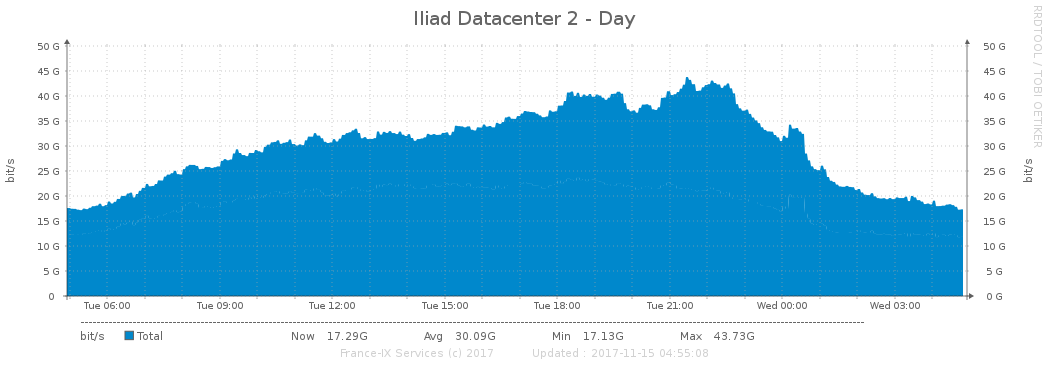 Iliad Datacenter 2 - Day
RRDTOOL / TOBI OETIKER
bit/s
50 G 50 G
45 G 45 G
40 G 40 G
35 G 35 G
30 G 30 G
25 G 25 G
20 G 20 G
15 G 15 G
10 G 10 G
5 G 5 G
0 0 G
bit/s
Tue 06:00 Tue 09:00 Tue 12:00 Tue 15:00 Tue 18:00 Tue 21:00 Wed 00:00 Wed 03:00
bit/s Total Now 17.29G Avg 30.09G Min 17.13G Max 43.73G
France-IX Services (c) 2017 Updated : 2017-11-15 04:55:08